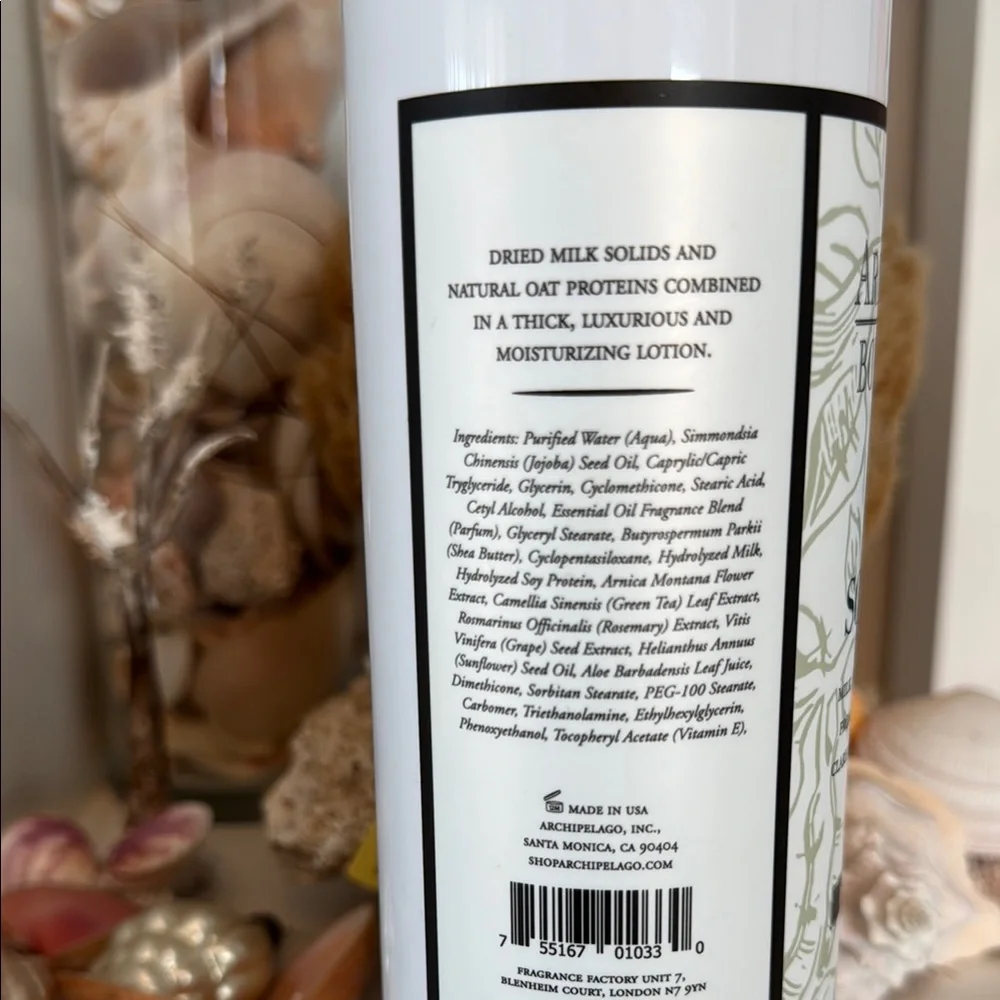 DRIED MILK SOLIDS AND
NATURAL OAT PROTEINS COMBINED
IN A THICK, LUXURIOUS AND
MOISTURIZING LOTION.
Ingredients: Purified Water (Aqua), Simmondsia
Chinensis (Jojoba) Seed Oil, Caprylic/Capric
Tryglyceride, Glycerin, Cyclomethicone, Stearic Acid,
Cetyl Alcohol, Essential Oil Fragrance Blend
(Parfum), Glyceryl Stearate, Butyrospermum Parkii
(Shea Butter), Cyclopentasiloxane, Hydrolyzed Milk,
Hydrolyzed Soy Protein, Arnica Montana Flower
Extract, Camellia Sinensis (Green Tea) Leaf Extract,
Rosmarinus Officinalis (Rosemary) Extract, Vitis
Vinifera (Grape) Seed Extract, Helianthus Annuus
(Sunflower) Seed Oil, Aloe Barbadensis Leaf Juice,
Dimethicone, Sorbitan Stearate, PEG-100 Stearate,
Carbomer, Triethanolamine, Ethylhexylglycerin,
Phenoxyethanol, Tocopheryl Acetate (Vitamin E),
12M MADE IN USA
ARCHIPELAGO, INC.,
SANTA MONICA, CA 90404
SHOPARCHIPELAGO.COM
7 55167 01033 0
FRAGRANCE FACTORY UNIT 7,
BLENHEIM COURT, LONDON N7 9YN